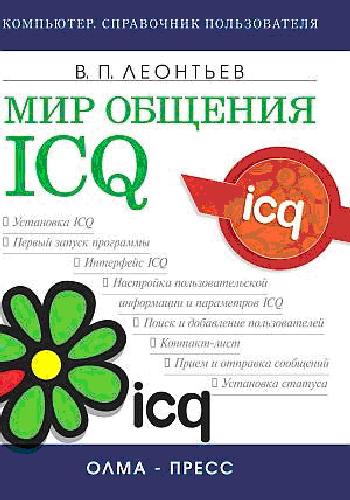 КОМПЬЮТЕР. СПРАВОЧНИК ПОЛЬЗОВАТЕЛЯ
В. П. ЛЕОНТЬЕВ
МИР ОБЩЕНИЯ
ICQ
icq
Установка ICQ
Первый запуск программы
Интерфейс ICQ
Настройка пользовательской
информации и параметров ICQ
Поиск и добавление пользователей
Контакт-лист
Прием и отправка сообщений
Установка статуса
icq
ОЛМА - ПРЕСС